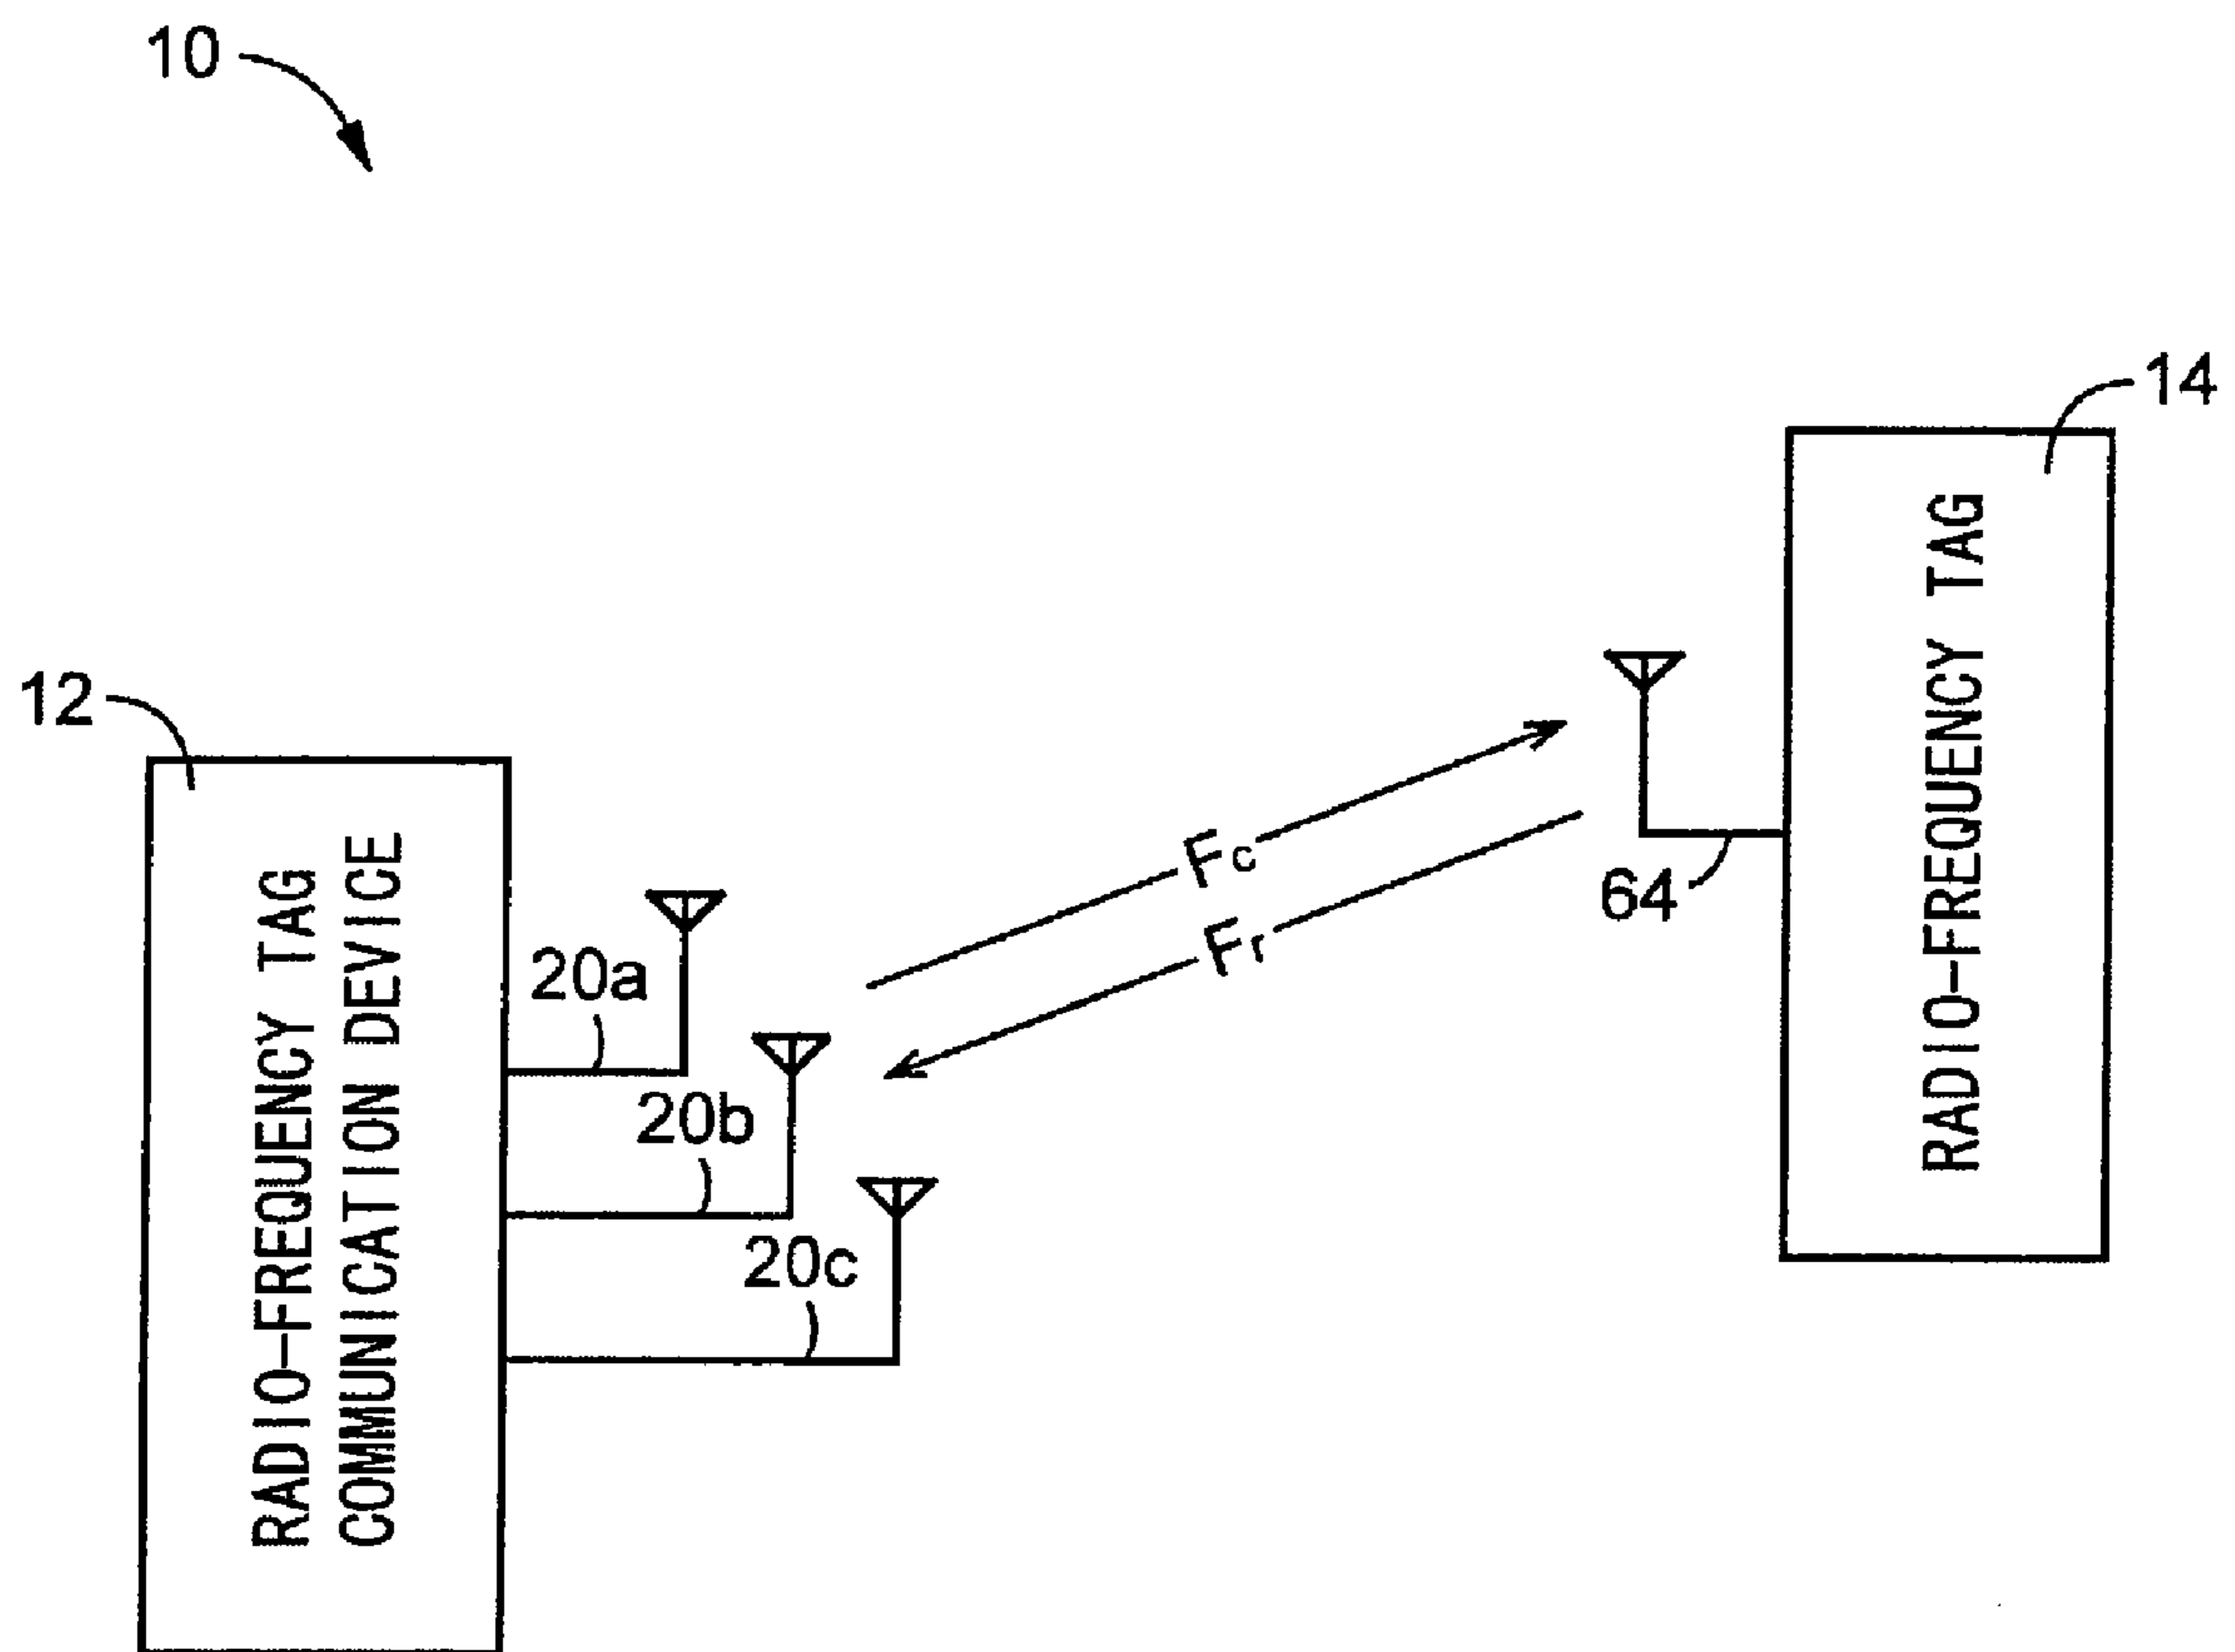 10
14
12
RADIO-FREQUENCY TAG
COMMUNICATION DEVICE
20a
20b
20c
Fc
Fr
64
RADIO-FREQUENCY TAG